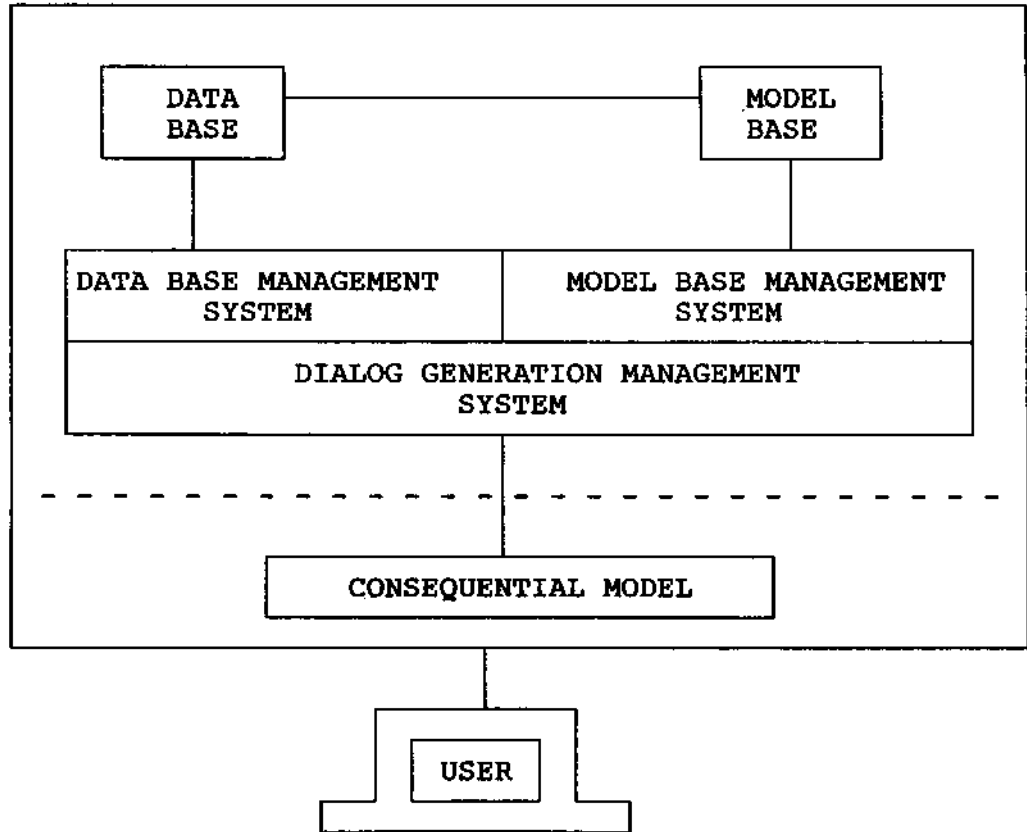 DATA
BASE
MODEL
BASE
DATA BASE MANAGEMENT
SYSTEM
MODEL BASE MANAGEMENT
SYSTEM
DIALOG GENERATION MANAGEMENT
SYSTEM
CONSEQUENTIAL MODEL
USER